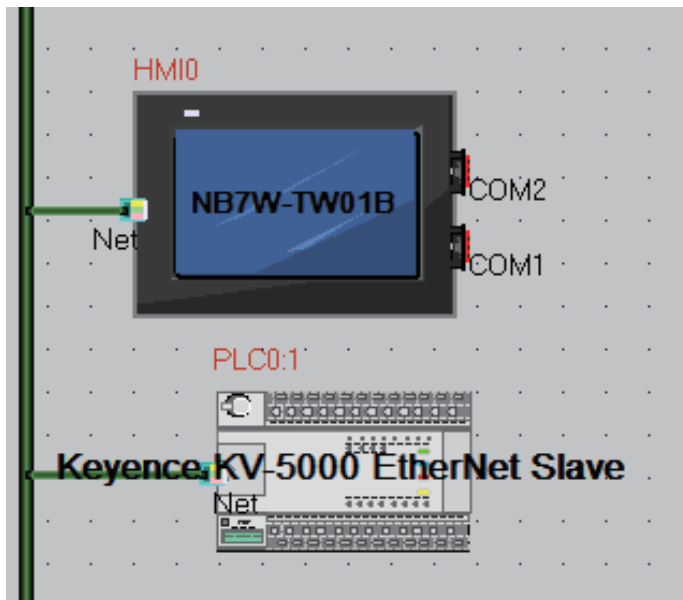 HMI0
NB7W-TW01B
COM2
Net
COM1
PLC0:1
Keyence KV-5000 EtherNet Slave
Net